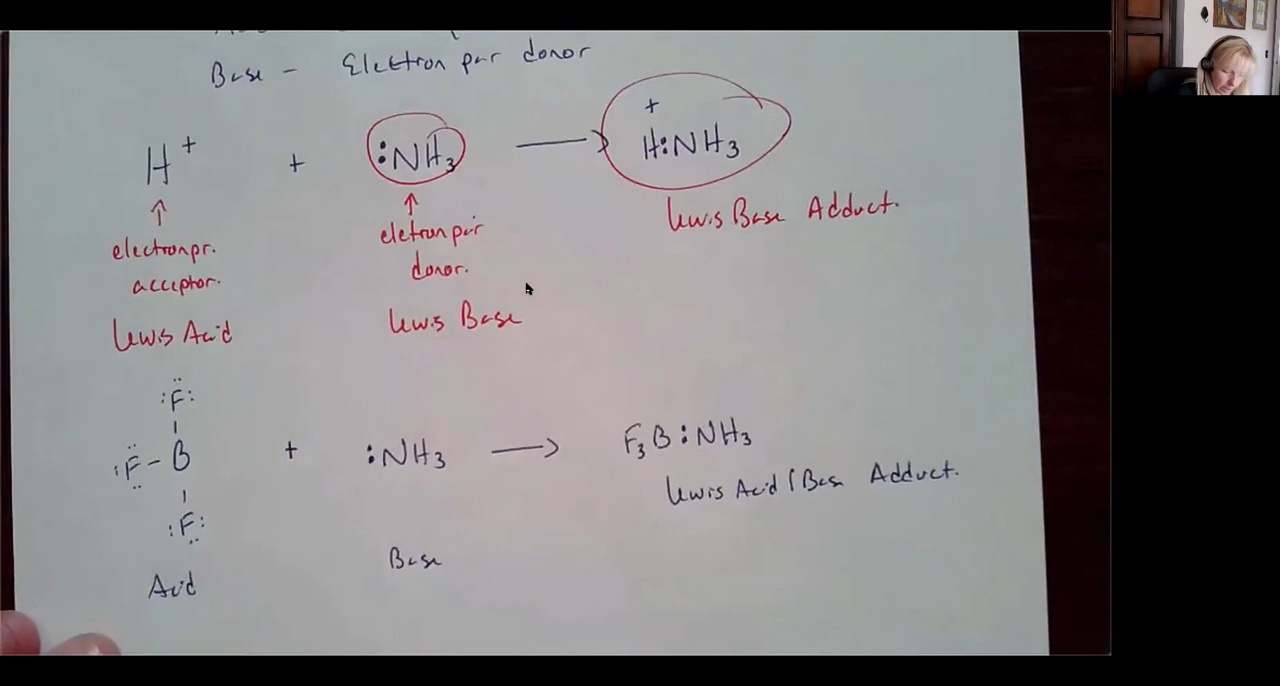 Base - Electron pair donor
H+ + :NH3 → + H:NH3
electron pr. acceptor.
eletron pair donor.
Lewis Base Adduct.
Lewis Acid
Lewis Base
:F: - B - F: :F: + :NH3 → F3B:NH3
Lewis Acid/Base Adduct.
Acid
Base